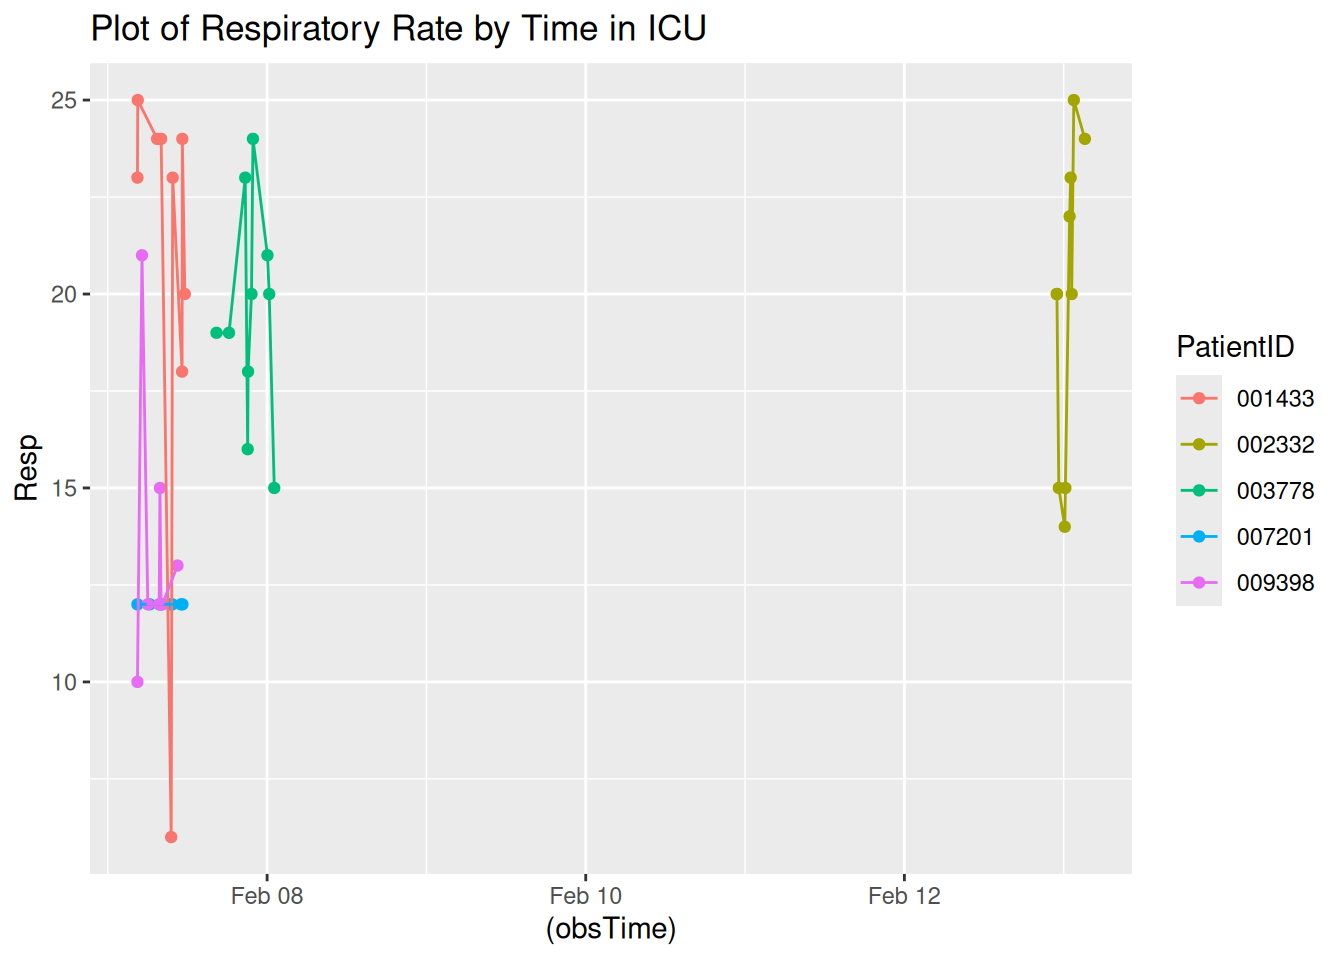 Plot of Respiratory Rate by Time in ICU
25
20
15
10
Resp
Feb 08
Feb 10
Feb 12
(obsTime)
PatientID
001433
002332
003778
007201
009398